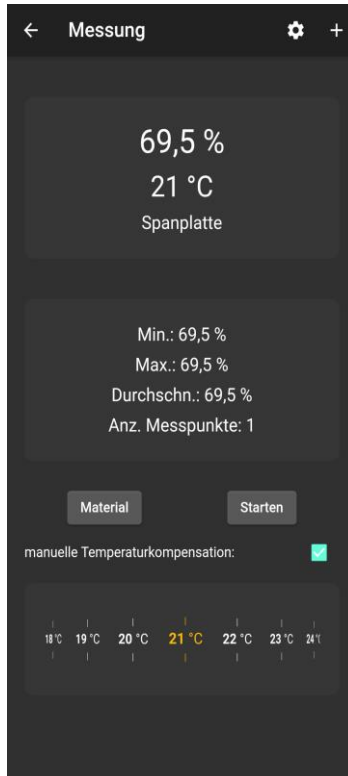 Messung
69,5 %
21 °C
Spanplatte
Min.: 69,5 %
Max.: 69,5 %
Durchschn.: 69,5 %
Anz. Messpunkte: 1
Material Starten
manuelle Temperaturkompensation:
18 °C 19 °C 20 °C 21 °C 22 °C 23 °C 24 °C